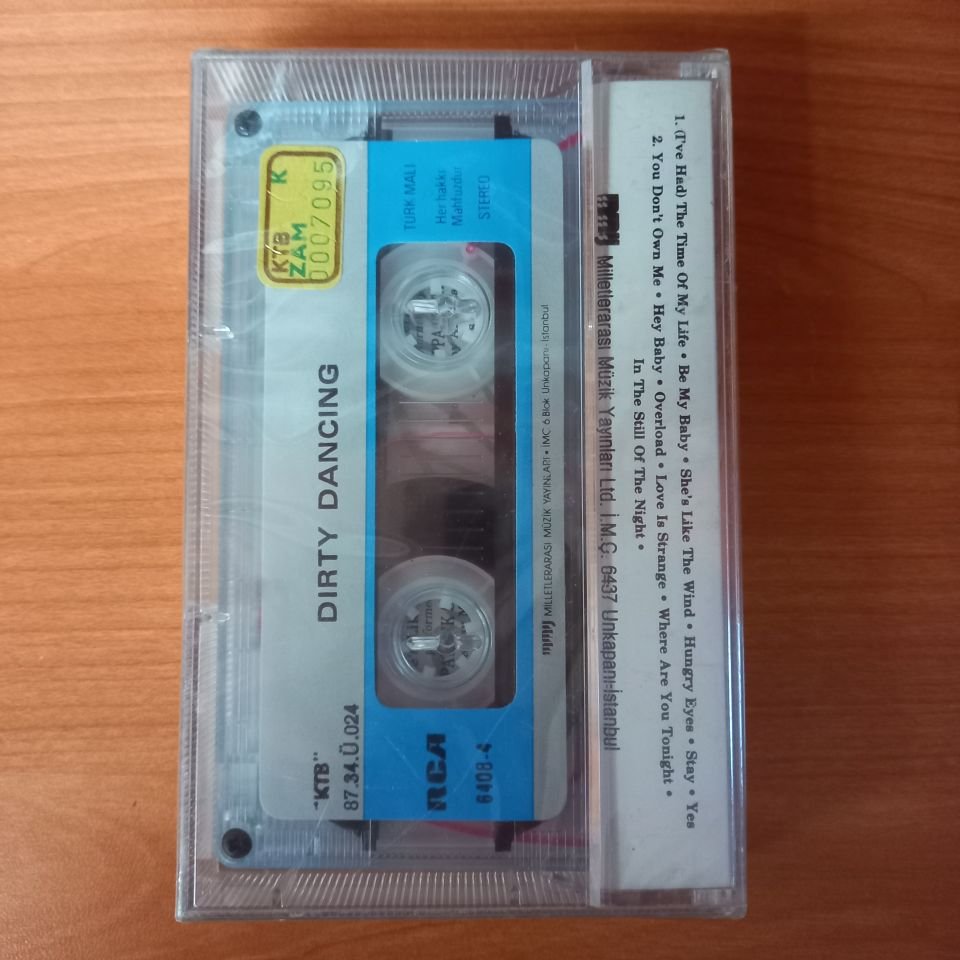 KTB K
ZAM
0007095
TÜRK MALI
Her hakkı
Mahfuzdur
STEREO
DIRTY DANCING
"KTB"
87.34.Ü.024
RCA
6408-4
MİLLETLERARASI MÜZİK YAYINLARI • İMC 6.Blok Unkapanı-İstanbul
Milletlerarası Müzik Yayınları Ltd. İ.M.Ç. 6437 Unkapanı-İstanbul
1. (I've Had) The Time Of My Life • Be My Baby • She's Like The Wind • Hungry Eyes • Stay • Yes
2. You Don't Own Me • Hey Baby • Overload • Love Is Strange • Where Are You Tonight •
In The Still Of The Night •